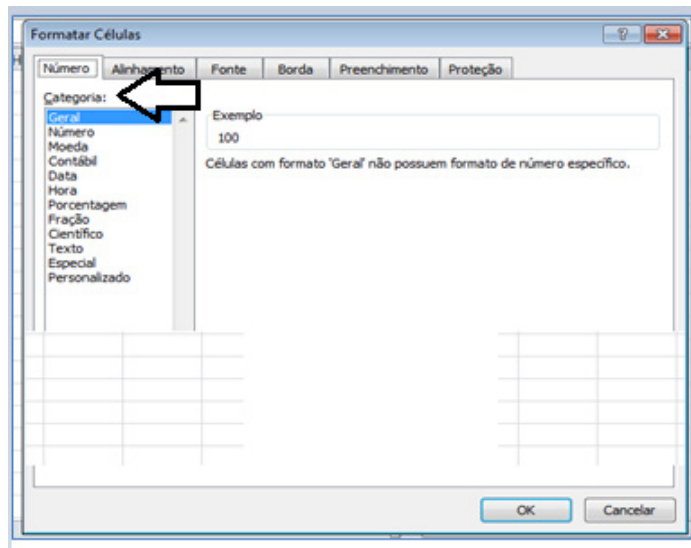 Formatar Células
Número Alinhamento Fonte Borda Preenchimento Proteção
Categoria:
Geral
Número
Moeda
Contábil
Data
Hora
Porcentagem
Fração
Científico
Texto
Especial
Personalizado
Exemplo
100
Células com formato 'Geral' não possuem formato de número específico.
OK Cancelar